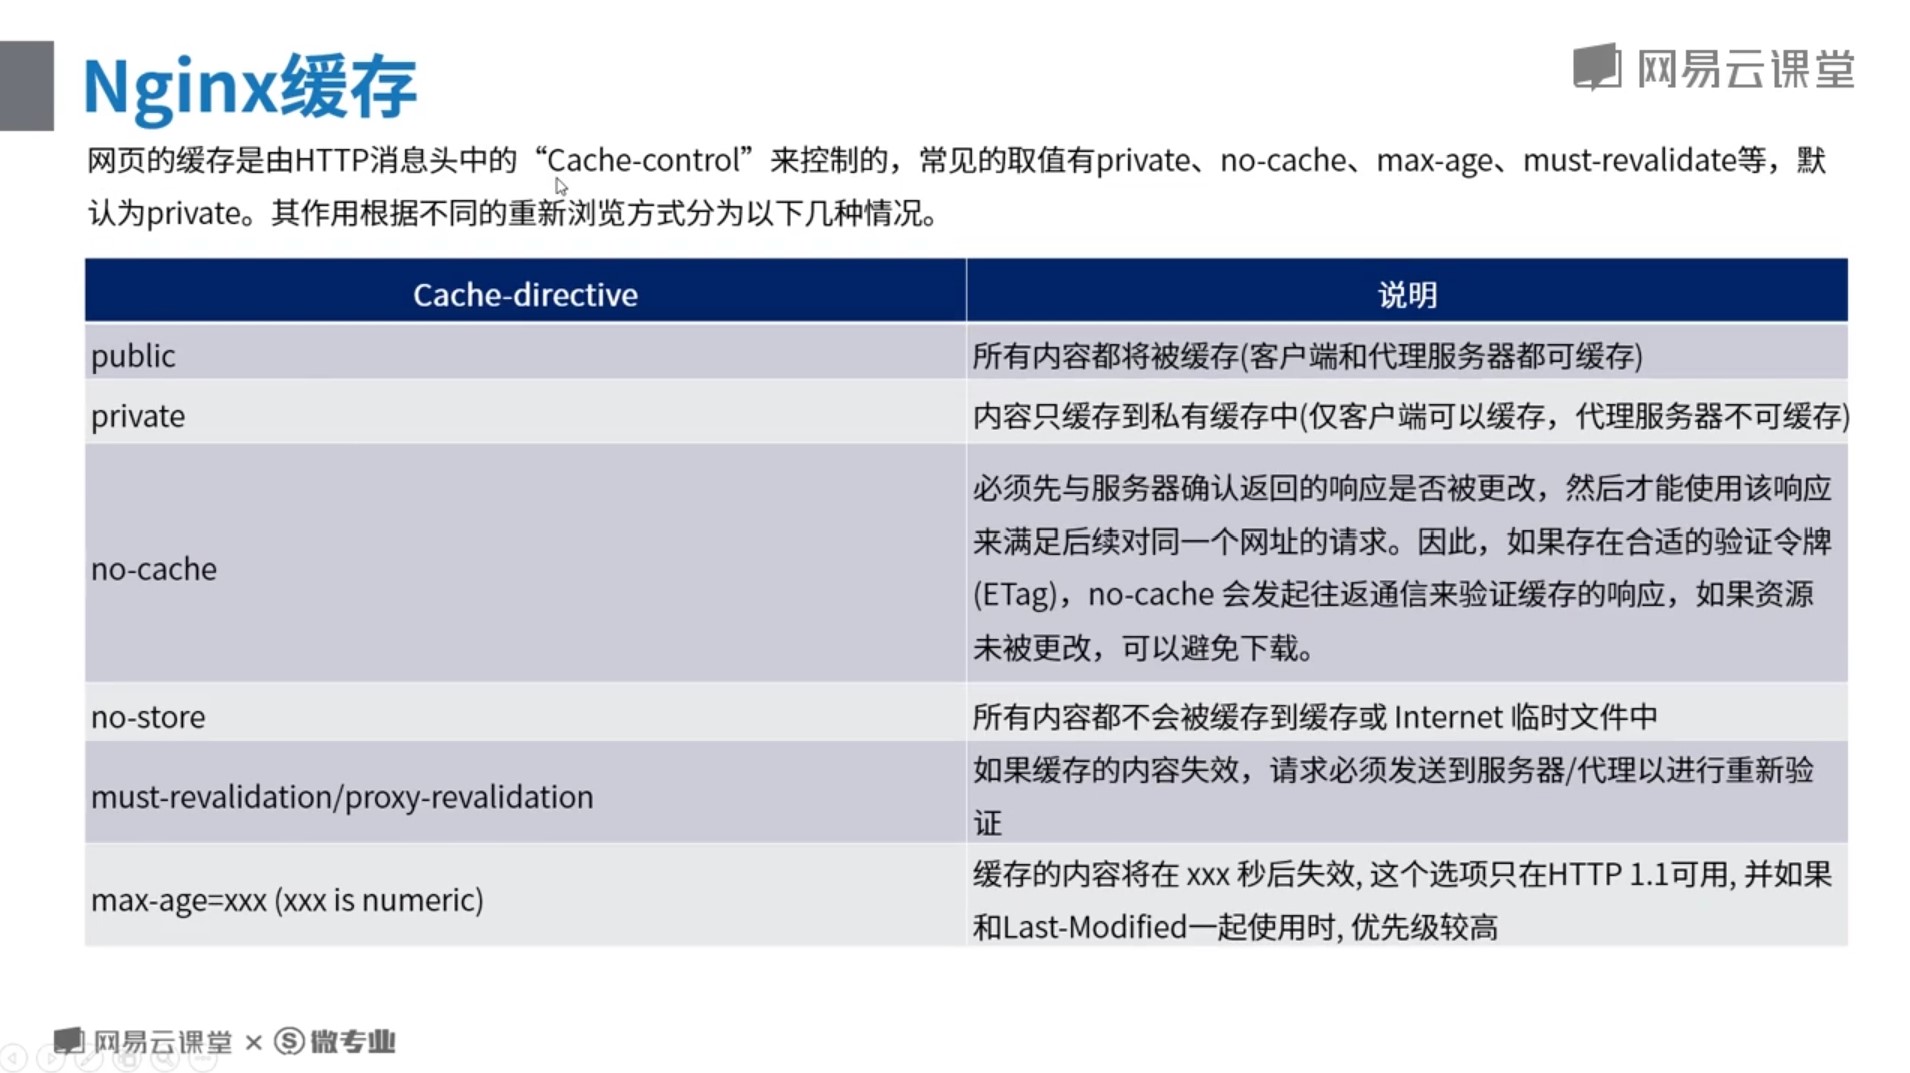 Nginx缓存
网易云课堂
网页的缓存是由HTTP消息头中的“Cache-control”来控制的，常见的取值有private、no-cache、max-age、must-revalidate等，默
认为private。其作用根据不同的重新浏览方式分为以下几种情况。
Cache-directive
说明
public
所有内容都将被缓存(客户端和代理服务器都可缓存)
private
内容只缓存到私有缓存中(仅客户端可以缓存，代理服务器不可缓存)
no-cache
必须先与服务器确认返回的响应是否被更改，然后才能使用该响应
来满足后续对同一个网址的请求。因此，如果存在合适的验证令牌
(ETag)，no-cache 会发起往返通信来验证缓存的响应，如果资源
未被更改，可以避免下载。
no-store
所有内容都不会被缓存到缓存或 Internet 临时文件中
must-revalidation/proxy-revalidation
如果缓存的内容失效，请求必须发送到服务器/代理以进行重新验
证
max-age=xxx (xxx is numeric)
缓存的内容将在 xxx 秒后失效, 这个选项只在HTTP 1.1可用, 并如果
和Last-Modified一起使用时, 优先级较高
网易云课堂 × 微专业